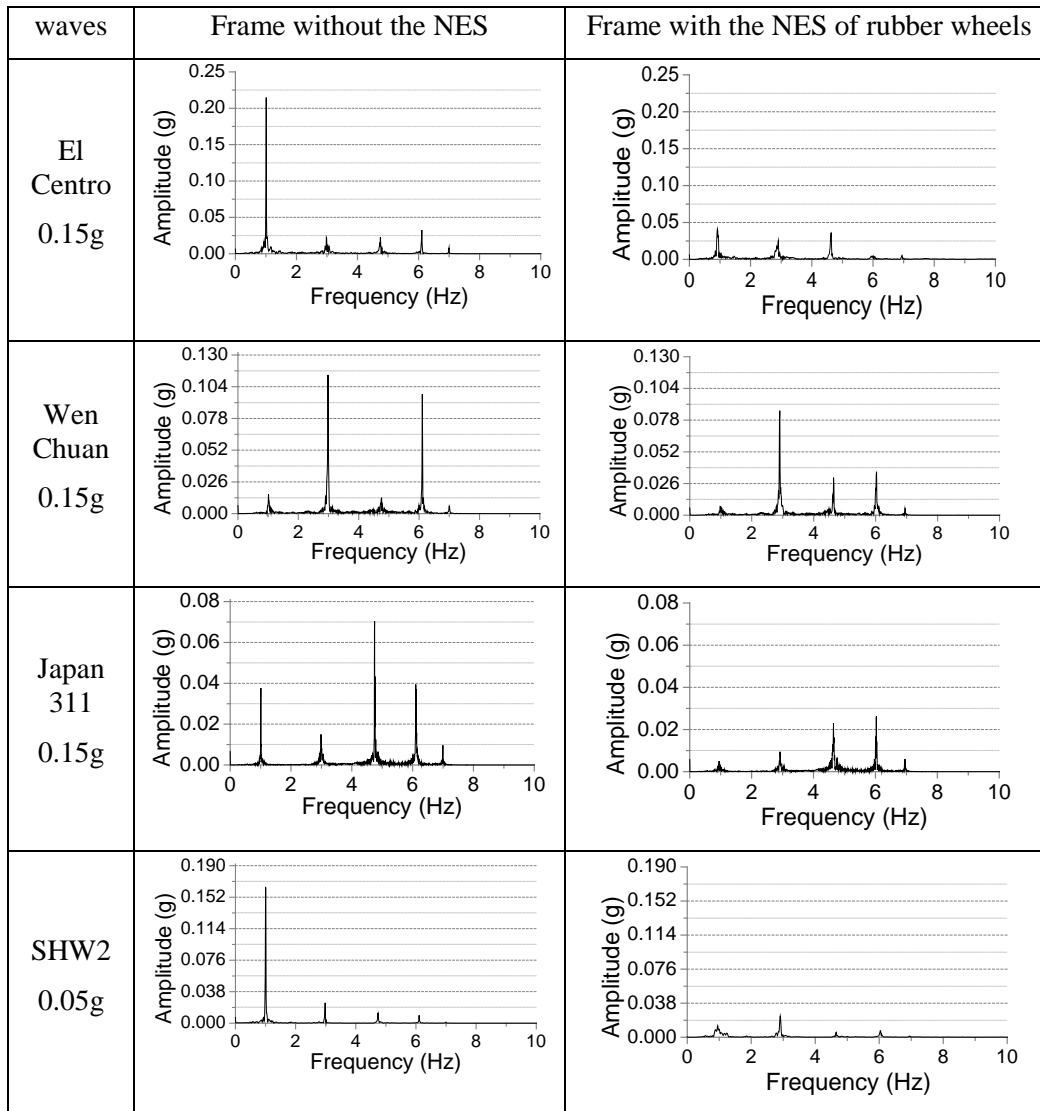 waves Frame without the NES Frame with the NES of rubber wheels
El
Centro
0.15g
Amplitude (g)
0.25
0.20
0.15
0.10
0.05
0.00
0 2 4 6 8 10
Frequency (Hz)
Amplitude (g)
0.25
0.20
0.15
0.10
0.05
0.00
0 2 4 6 8 10
Frequency (Hz)
Wen
Chuan
0.15g
Amplitude (g)
0.130
0.104
0.078
0.052
0.026
0.000
0 2 4 6 8 10
Frequency (Hz)
Amplitude (g)
0.130
0.104
0.078
0.052
0.026
0.000
0 2 4 6 8 10
Frequency (Hz)
Japan
311
0.15g
Amplitude (g)
0.08
0.06
0.04
0.02
0.00
0 2 4 6 8 10
Frequency (Hz)
Amplitude (g)
0.08
0.06
0.04
0.02
0.00
0 2 4 6 8 10
Frequency (Hz)
SHW2
0.05g
Amplitude (g)
0.190
0.152
0.114
0.076
0.038
0.000
0 2 4 6 8 10
Frequency (Hz)
Amplitude (g)
0.190
0.152
0.114
0.076
0.038
0.000
0 2 4 6 8 10
Frequency (Hz)